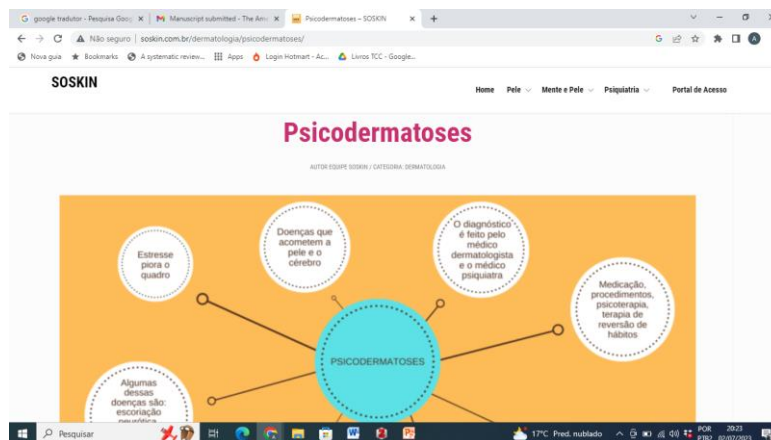 google tradutor - Pesquisa Goog
Manuscript submitted - The Ame
Psicodermatoses – SOSKIN
Não seguro | soskin.com.br/dermatologia/psicodermatoses/
Nova guia
Bookmarks
A systematic review...
Apps
Login Hotmart - Ac...
Livros TCC - Google...
SOSKIN
Home Pele Mente e Pele Psiquiatria Portal de Acesso
Psicodermatoses
AUTOR EQUIPE SOSKIN / CATEGORIA: DERMATOLOGIA
Estresse
piora o
quadro
Doenças que
acometem a
pele e o
cérebro
O diagnóstico
é feito pelo
médico
dermatologista
e o médico
psiquiatra
Medicação,
procedimentos,
psicoterapia,
terapia de
reversão de
hábitos
PSICODERMATOSES
Algumas
dessas
doenças são:
escoriação
neurótica
Pesquisar
17°C Pred. nublado
POR
PTB2
20:23
02/07/2023